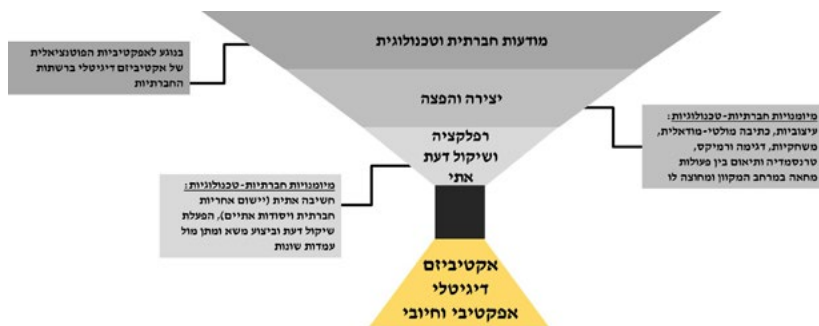 מודעות חברתית וטכנולוגית
בנוגע לאפקטיביות הפוטנציאלית
של אקטיביזם דיגיטלי ברשתות
החברתיות
יצירה והפצה
מיומנויות חברתיות-טכנולוגיות:
עיצוביות, כתיבה מולטי-מודאלית,
משחקיות, דגימה ורמיקס,
טרנסמדיה ותיאום בין פעולות
מחאה במרחב המקוון ומחוצה לו
רפלקציה
ושיקול דעת
אתי
מיומנויות חברתיות-טכנולוגיות:
חשיבה אתית (יישום אחריות
חברתית ויסודות אתיים), הפעלת
שיקול דעת וביצוע משא ומתן מול
עמדות שונות
אקטיביזם
דיגיטלי
אפקטיבי וחיובי